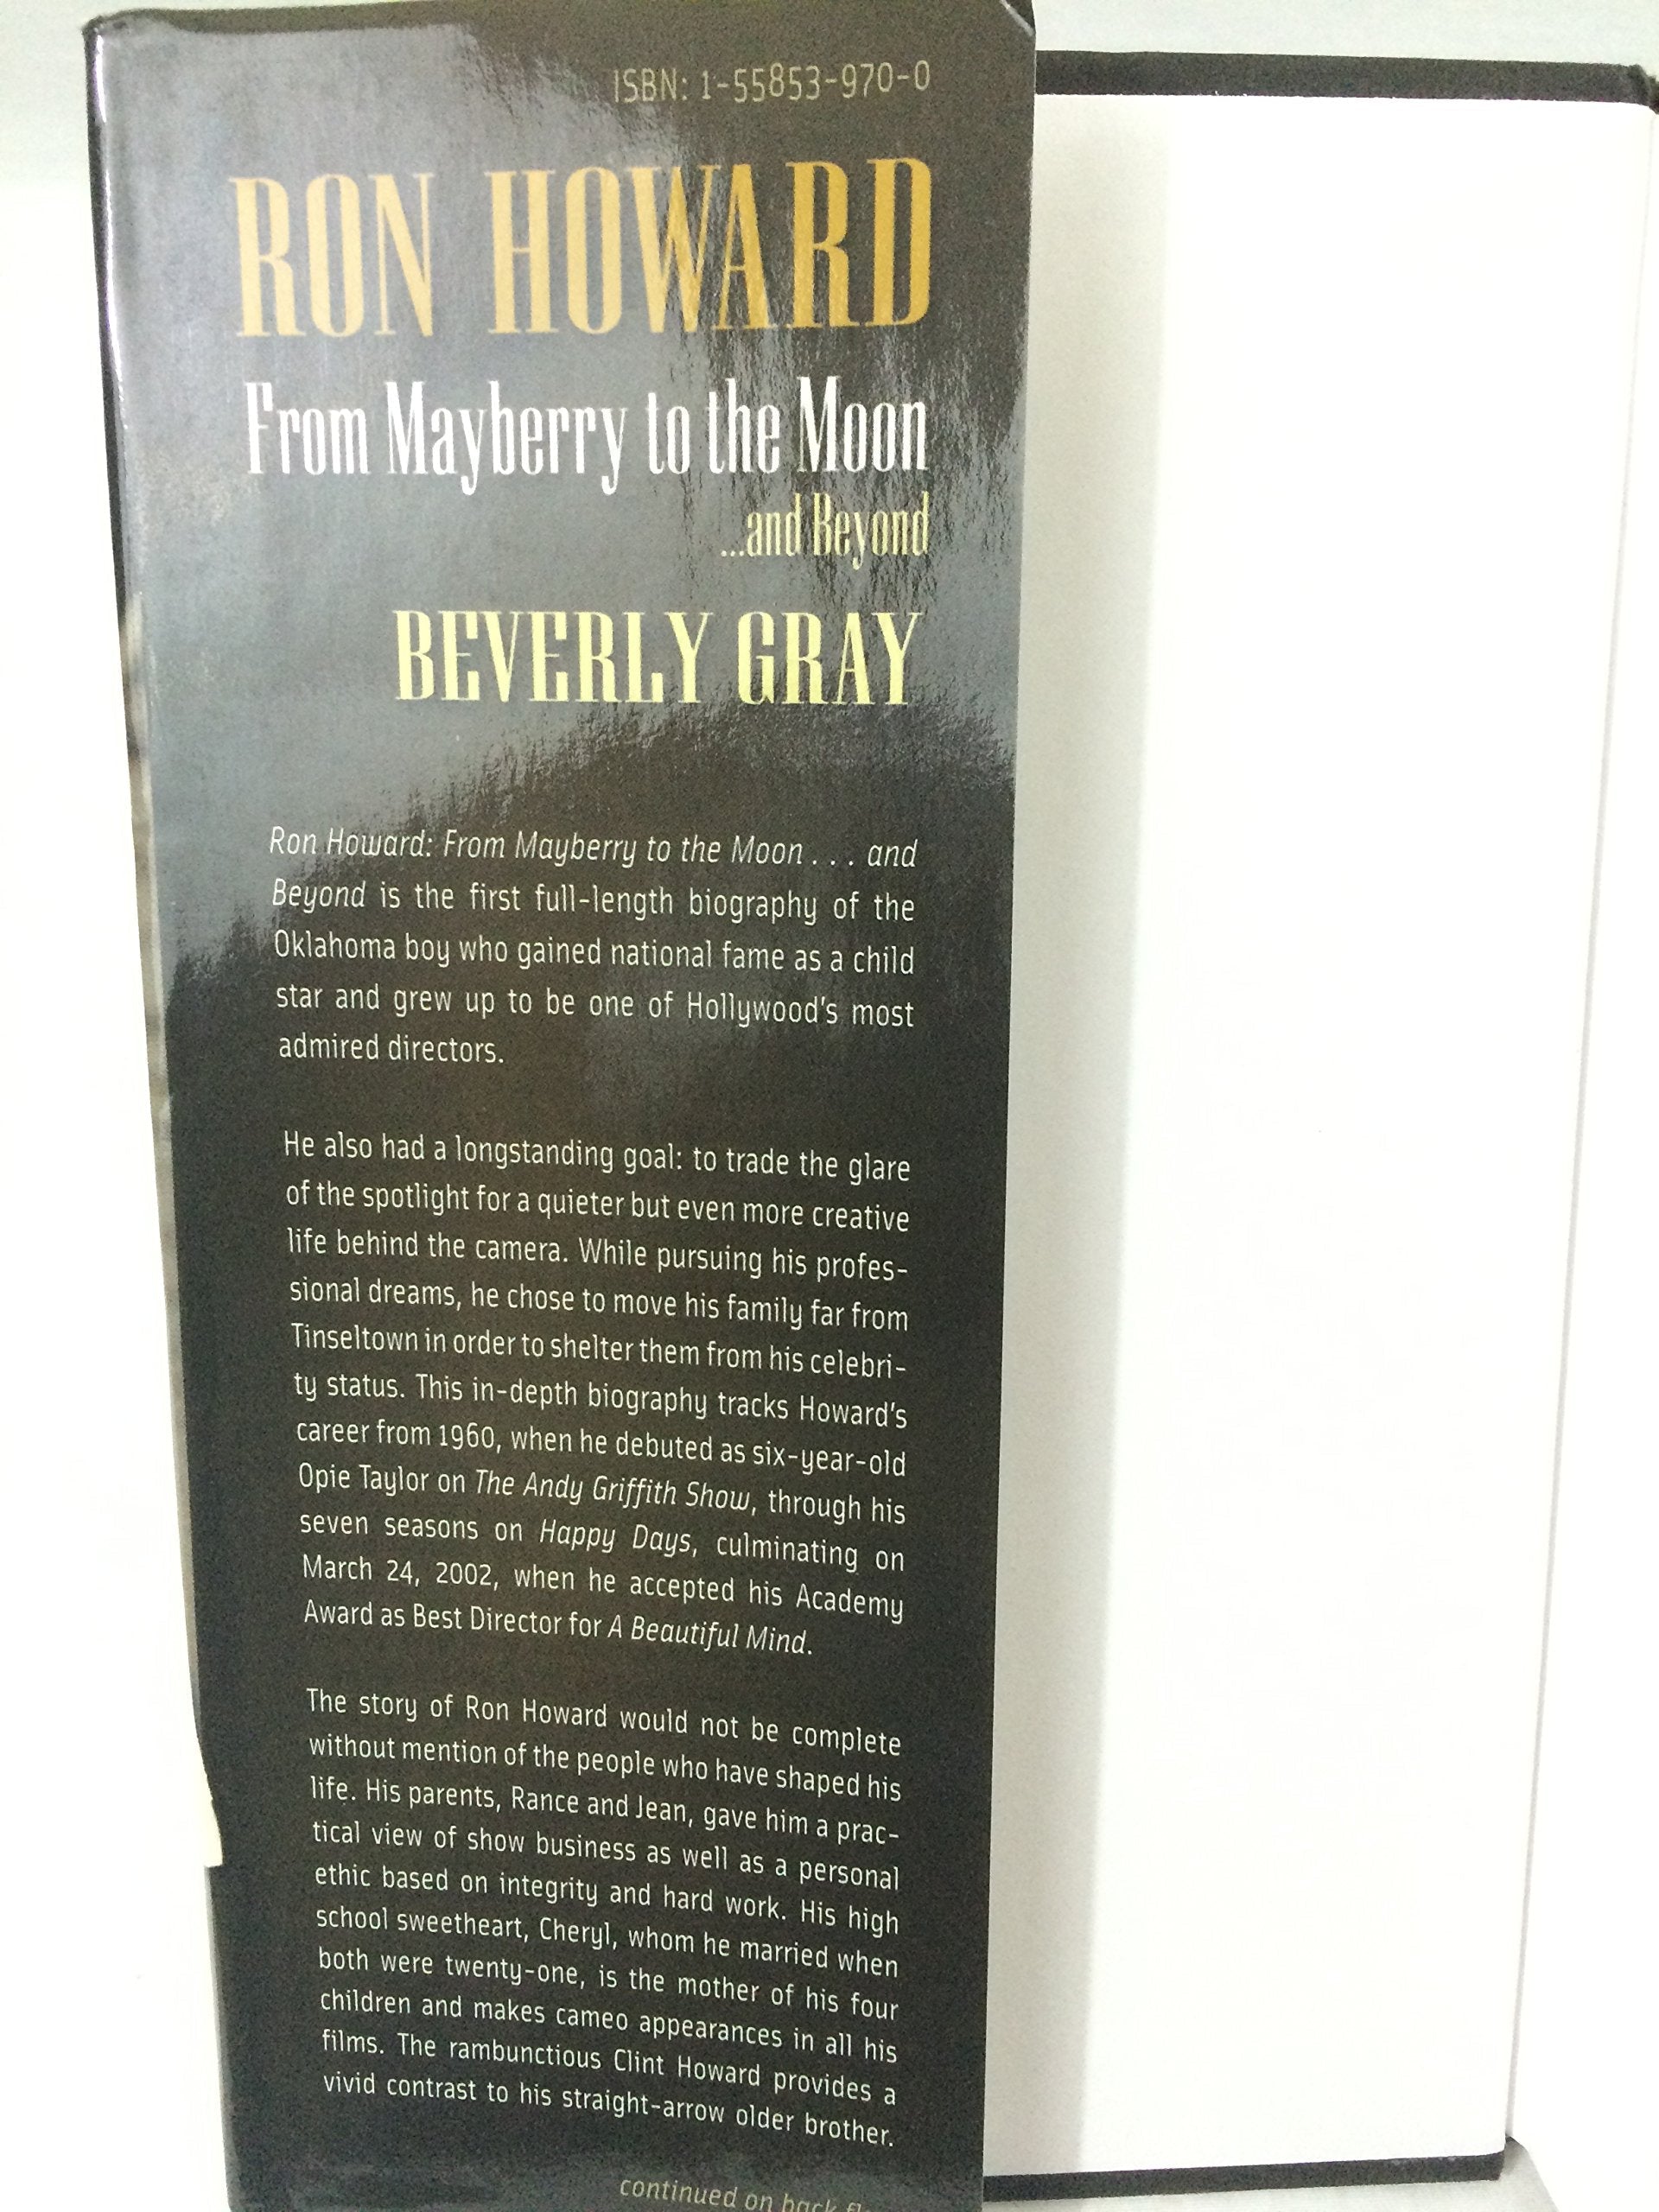 ISBN: 1-55853-970-0
RON HOWARD
From Mayberry to the Moon
...and Beyond
BEVERLY GRAY
Ron Howard: From Mayberry to the Moon . . . and
Beyond is the first full-length biography of the
Oklahoma boy who gained national fame as a child
star and grew up to be one of Hollywood's most
admired directors.
He also had a longstanding goal: to trade the glare
of the spotlight for a quieter but even more creative
life behind the camera. While pursuing his profes-
sional dreams, he chose to move his family far from
Tinseltown in order to shelter them from his celebri-
ty status. This in-depth biography tracks Howard's
career from 1960, when he debuted as six-year-old
Opie Taylor on The Andy Griffith Show, through his
seven seasons on Happy Days, culminating on
March 24, 2002, when he accepted his Academy
Award as Best Director for A Beautiful Mind.
The story of Ron Howard would not be complete
without mention of the people who have shaped his
life. His parents, Rance and Jean, gave him a prac-
tical view of show business as well as a personal
ethic based on integrity and hard work. His high
school sweetheart, Cheryl, whom he married when
both were twenty-one, is the mother of his four
children and makes cameo appearances in all his
films. The rambunctious Clint Howard provides a
vivid contrast to his straight-arrow older brother.
continued on back